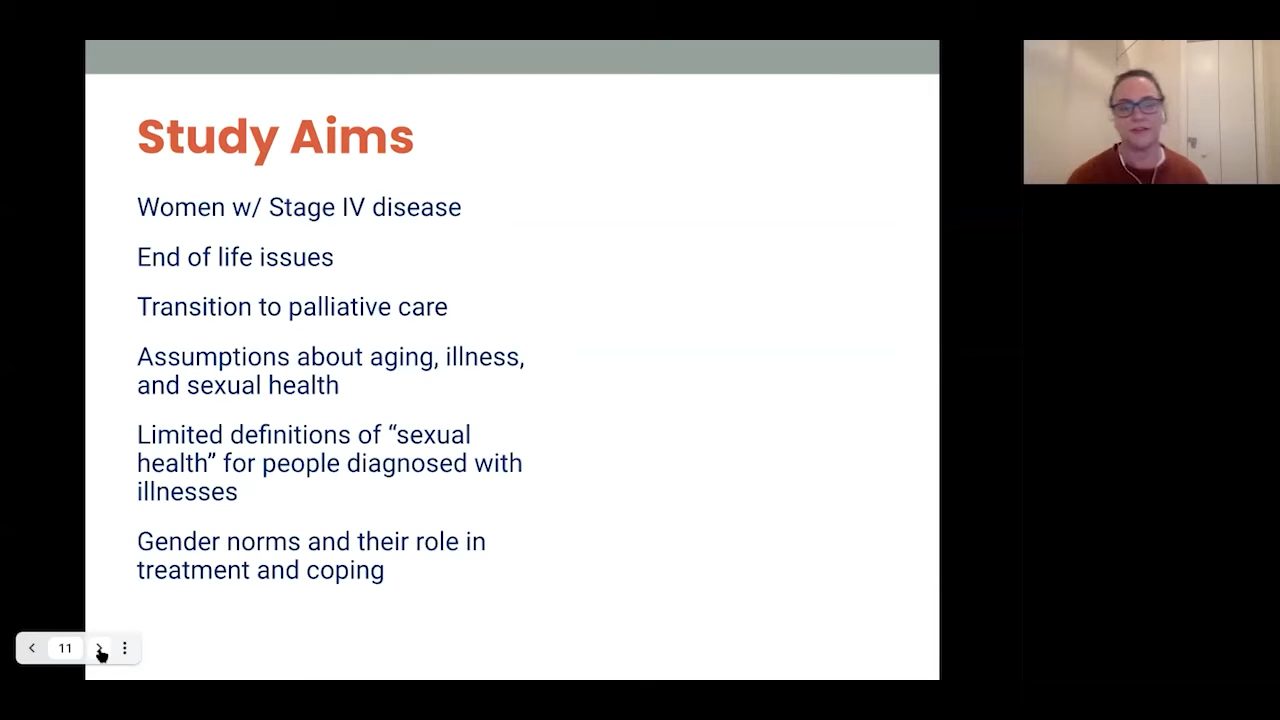 Study Aims
Women w/ Stage IV disease
End of life issues
Transition to palliative care
Assumptions about aging, illness,
and sexual health
Limited definitions of “sexual
health” for people diagnosed with
illnesses
Gender norms and their role in
treatment and coping
11